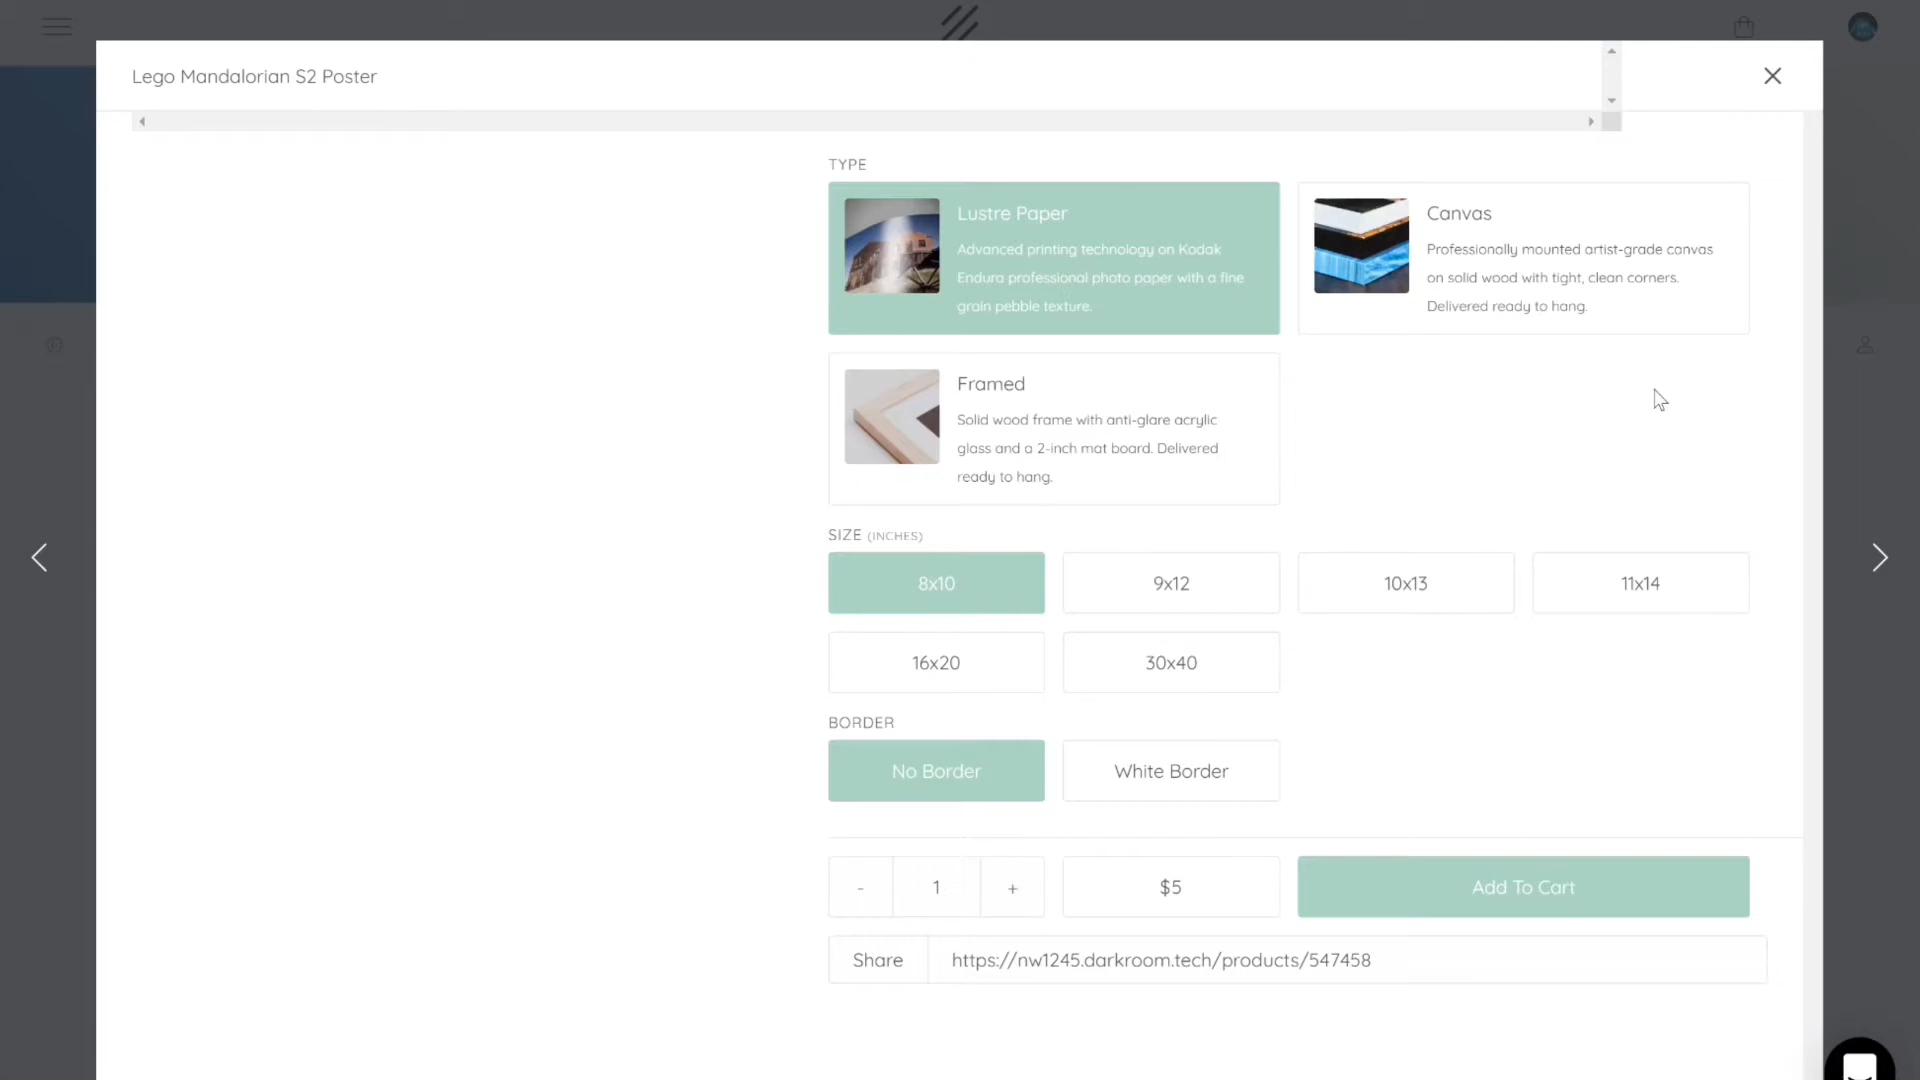 Lego Mandalorian S2 Poster
TYPE
Lustre Paper
Advanced printing technology on Kodak
Endura professional photo paper with a fine
grain pebble texture.
Canvas
Professionally mounted artist-grade canvas
on solid wood with tight, clean corners.
Delivered ready to hang.
Framed
Solid wood frame with anti-glare acrylic
glass and a 2-inch mat board. Delivered
ready to hang.
SIZE (INCHES)
8x10
9x12
10x13
11x14
16x20
30x40
BORDER
No Border
White Border
- 1 +
$5
Add To Cart
Share
https://nw1245.darkroom.tech/products/547458